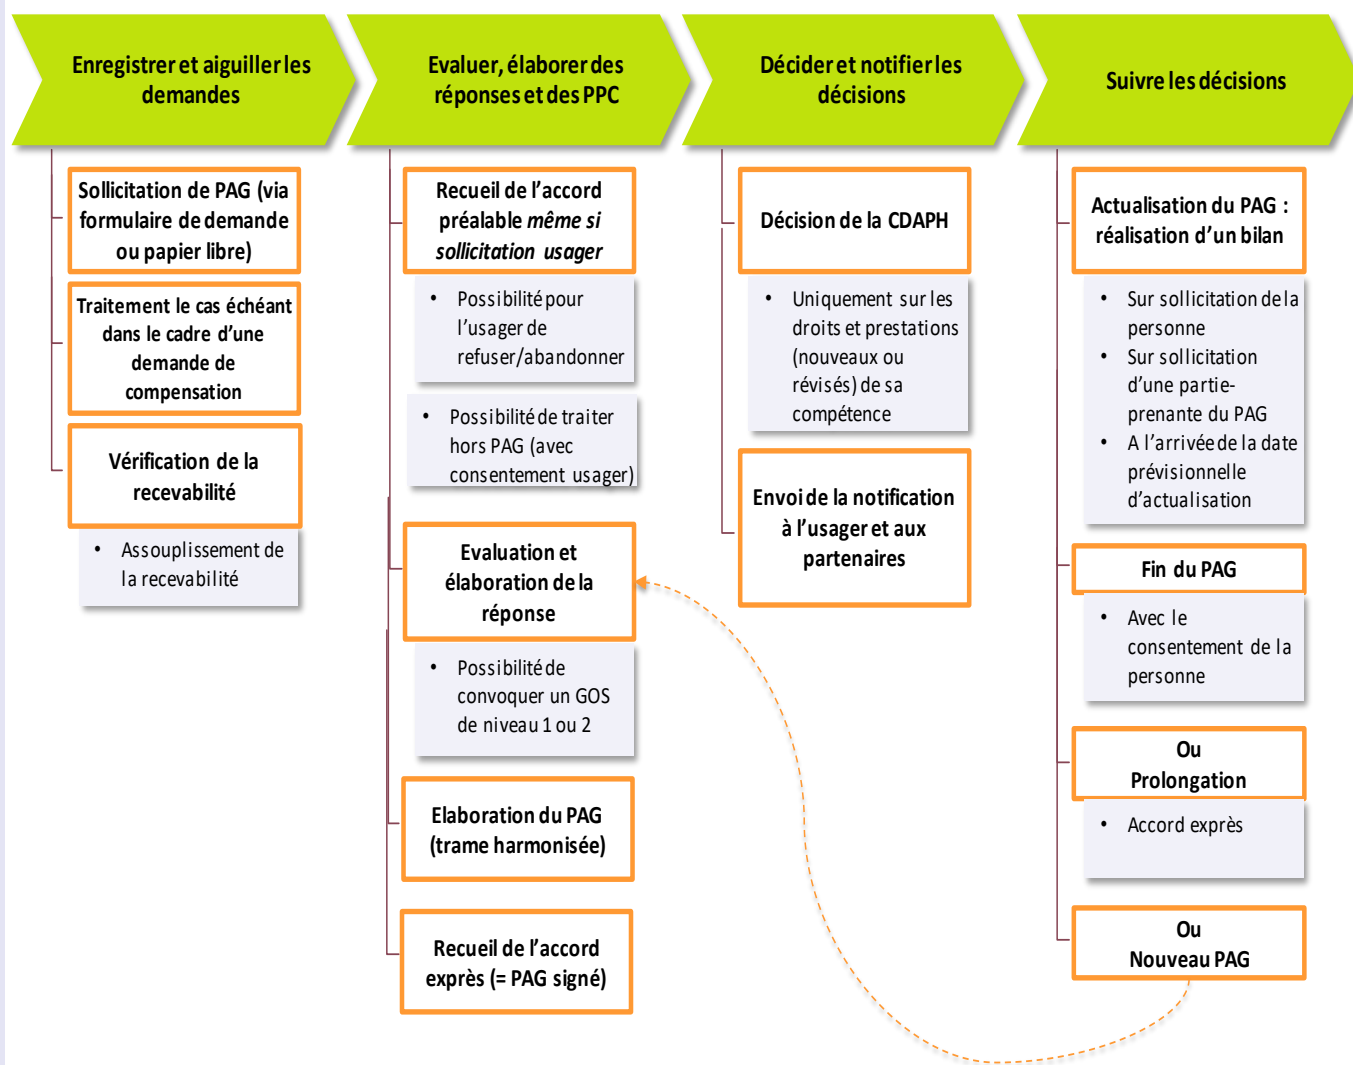 Enregistrer et aiguiller les
demandes
Sollicitation de PAG (via
formulaire de demande
ou papier libre)
Traitement le cas échéant
dans le cadre d’une
demande de
compensation
Vérification de la
recevabilité
• Assouplissement de
la recevabilité
Evaluer, élaborer des
réponses et des PPC
Recueil de l’accord
préalable même si
sollicitation usager
• Possibilité pour
l’usager de
refuser/abandonner
• Possibilité de traiter
hors PAG (avec
consentement usager)
Evaluation et
élaboration de la
réponse
• Possibilité de
convoquer un GOS
de niveau 1 ou 2
Elaboration du PAG
(trame harmonisée)
Recueil de l’accord
exprès (= PAG signé)
Décider et notifier les
décisions
Décision de la CDAPH
• Uniquement sur les
droits et prestations
(nouveaux ou
révisés) de sa
compétence
Envoi de la notification
à l’usager et aux
partenaires
Suivre les décisions
Actualisation du PAG :
réalisation d’un bilan
• Sur sollicitation de la
personne
• Sur sollicitation
d’une partie-
prenante du PAG
• A l’arrivée de la date
prévisionnelle
d’actualisation
Fin du PAG
• Avec le
consentement de la
personne
Ou
Prolongation
• Accord exprès
Ou
Nouveau PAG